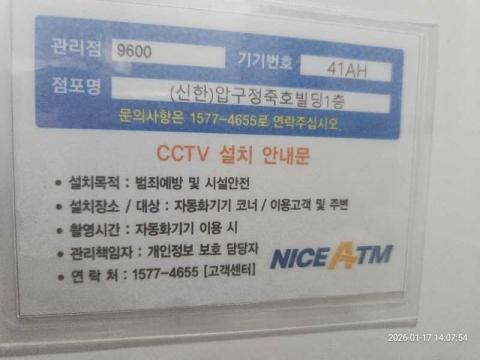 관리점 9600 기기번호 41AH
점포명 (신한)압구정죽호빌딩1층
문의사항은 1577-4655로 연락주십시오.
CCTV 설치 안내문
• 설치목적 : 범죄예방 및 시설안전
• 설치장소 / 대상 : 자동화기기 코너 / 이용고객 및 주변
• 촬영시간 : 자동화기기 이용 시
• 관리책임자 : 개인정보 보호 담당자
• 연 락 처 : 1577-4655 [고객센터]
NICE ATM
2026-01-17 14:07:54